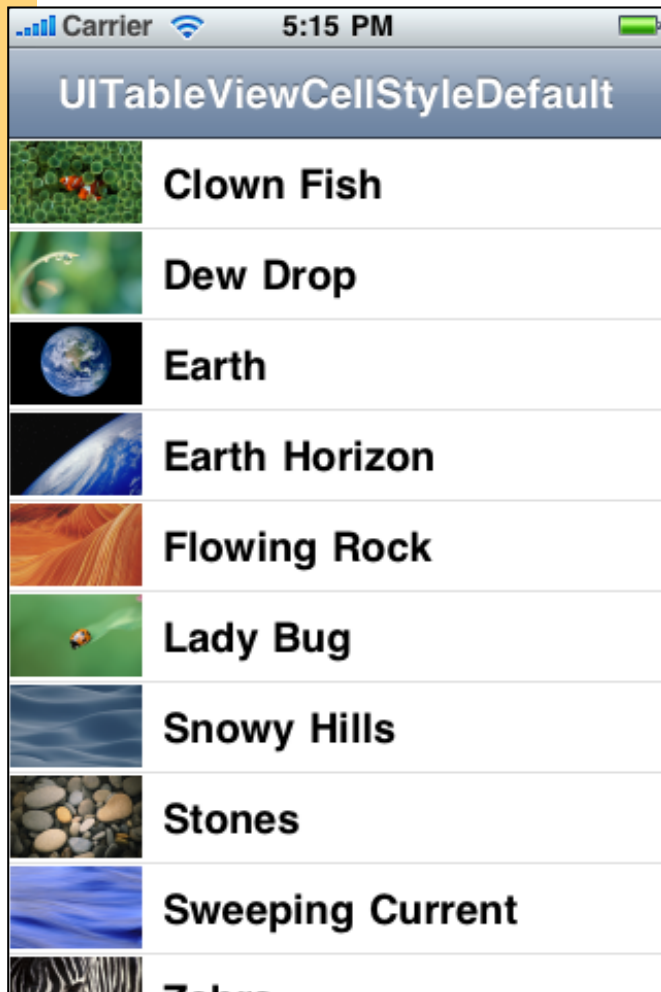 Carrier 5:15 PM
UITableViewCellStyleDefault
Clown Fish
Dew Drop
Earth
Earth Horizon
Flowing Rock
Lady Bug
Snowy Hills
Stones
Sweeping Current
Zebra